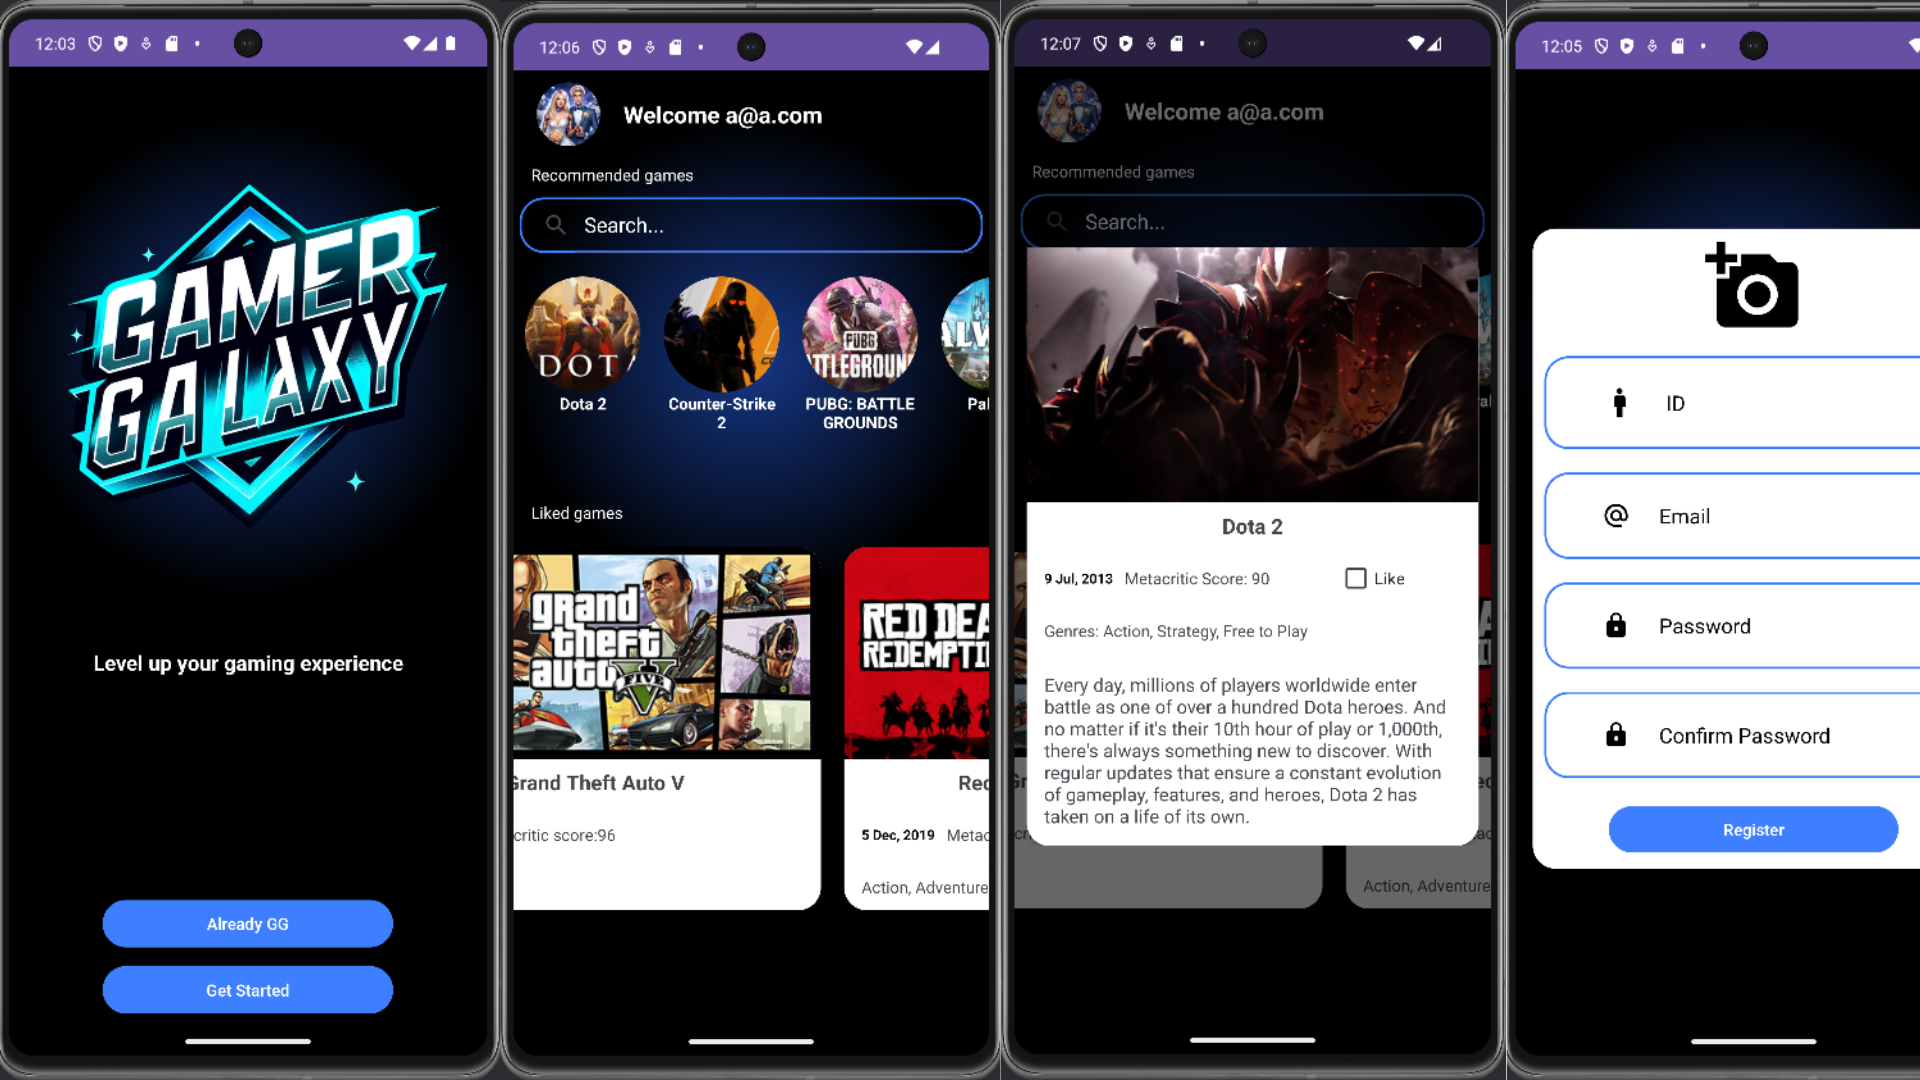 12:03
GAMER
GALAXY
Level up your gaming experience
Already GG
Get Started
12:06
Welcome a@a.com
Recommended games
Search...
DOT
PUBG
TTLEGROUN
ALW
Dota 2
Counter-Strike
2
PUBG: BATTLE
GROUNDS
Pal
Liked games
grand
theft
auto
FIVE
RED DEA
REDEMPTI
Grand Theft Auto V
Rec
critic score:96
5 Dec, 2019 Metac
Action, Adventure
12:07
Welcome a@a.com
Recommended games
Search...
Dota 2
9 Jul, 2013 Metacritic Score: 90
Like
Genres: Action, Strategy, Free to Play
Every day, millions of players worldwide enter
battle as one of over a hundred Dota heroes. And
no matter if it's their 10th hour of play or 1,000th,
there's always something new to discover. With
regular updates that ensure a constant evolution
of gameplay, features, and heroes, Dota 2 has
taken on a life of its own.
Action, Adventure
12:05
ID
Email
Password
Confirm Password
Register